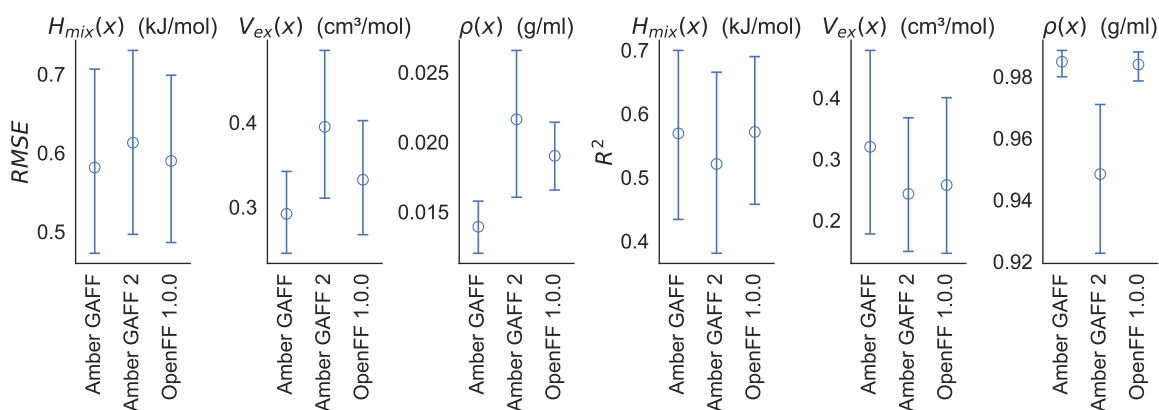 H_mix(x) (kJ/mol)
V_ex(x) (cm³/mol)
ρ(x) (g/ml)
H_mix(x) (kJ/mol)
V_ex(x) (cm³/mol)
ρ(x) (g/ml)
RMSE
0.7
0.6
0.5
0.4
0.3
0.025
0.020
0.015
R²
0.7
0.6
0.5
0.4
0.4
0.3
0.2
0.98
0.96
0.94
0.92
Amber GAFF
Amber GAFF 2
OpenFF 1.0.0
Amber GAFF
Amber GAFF 2
OpenFF 1.0.0
Amber GAFF
Amber GAFF 2
OpenFF 1.0.0
Amber GAFF
Amber GAFF 2
OpenFF 1.0.0
Amber GAFF
Amber GAFF 2
OpenFF 1.0.0
Amber GAFF
Amber GAFF 2
OpenFF 1.0.0